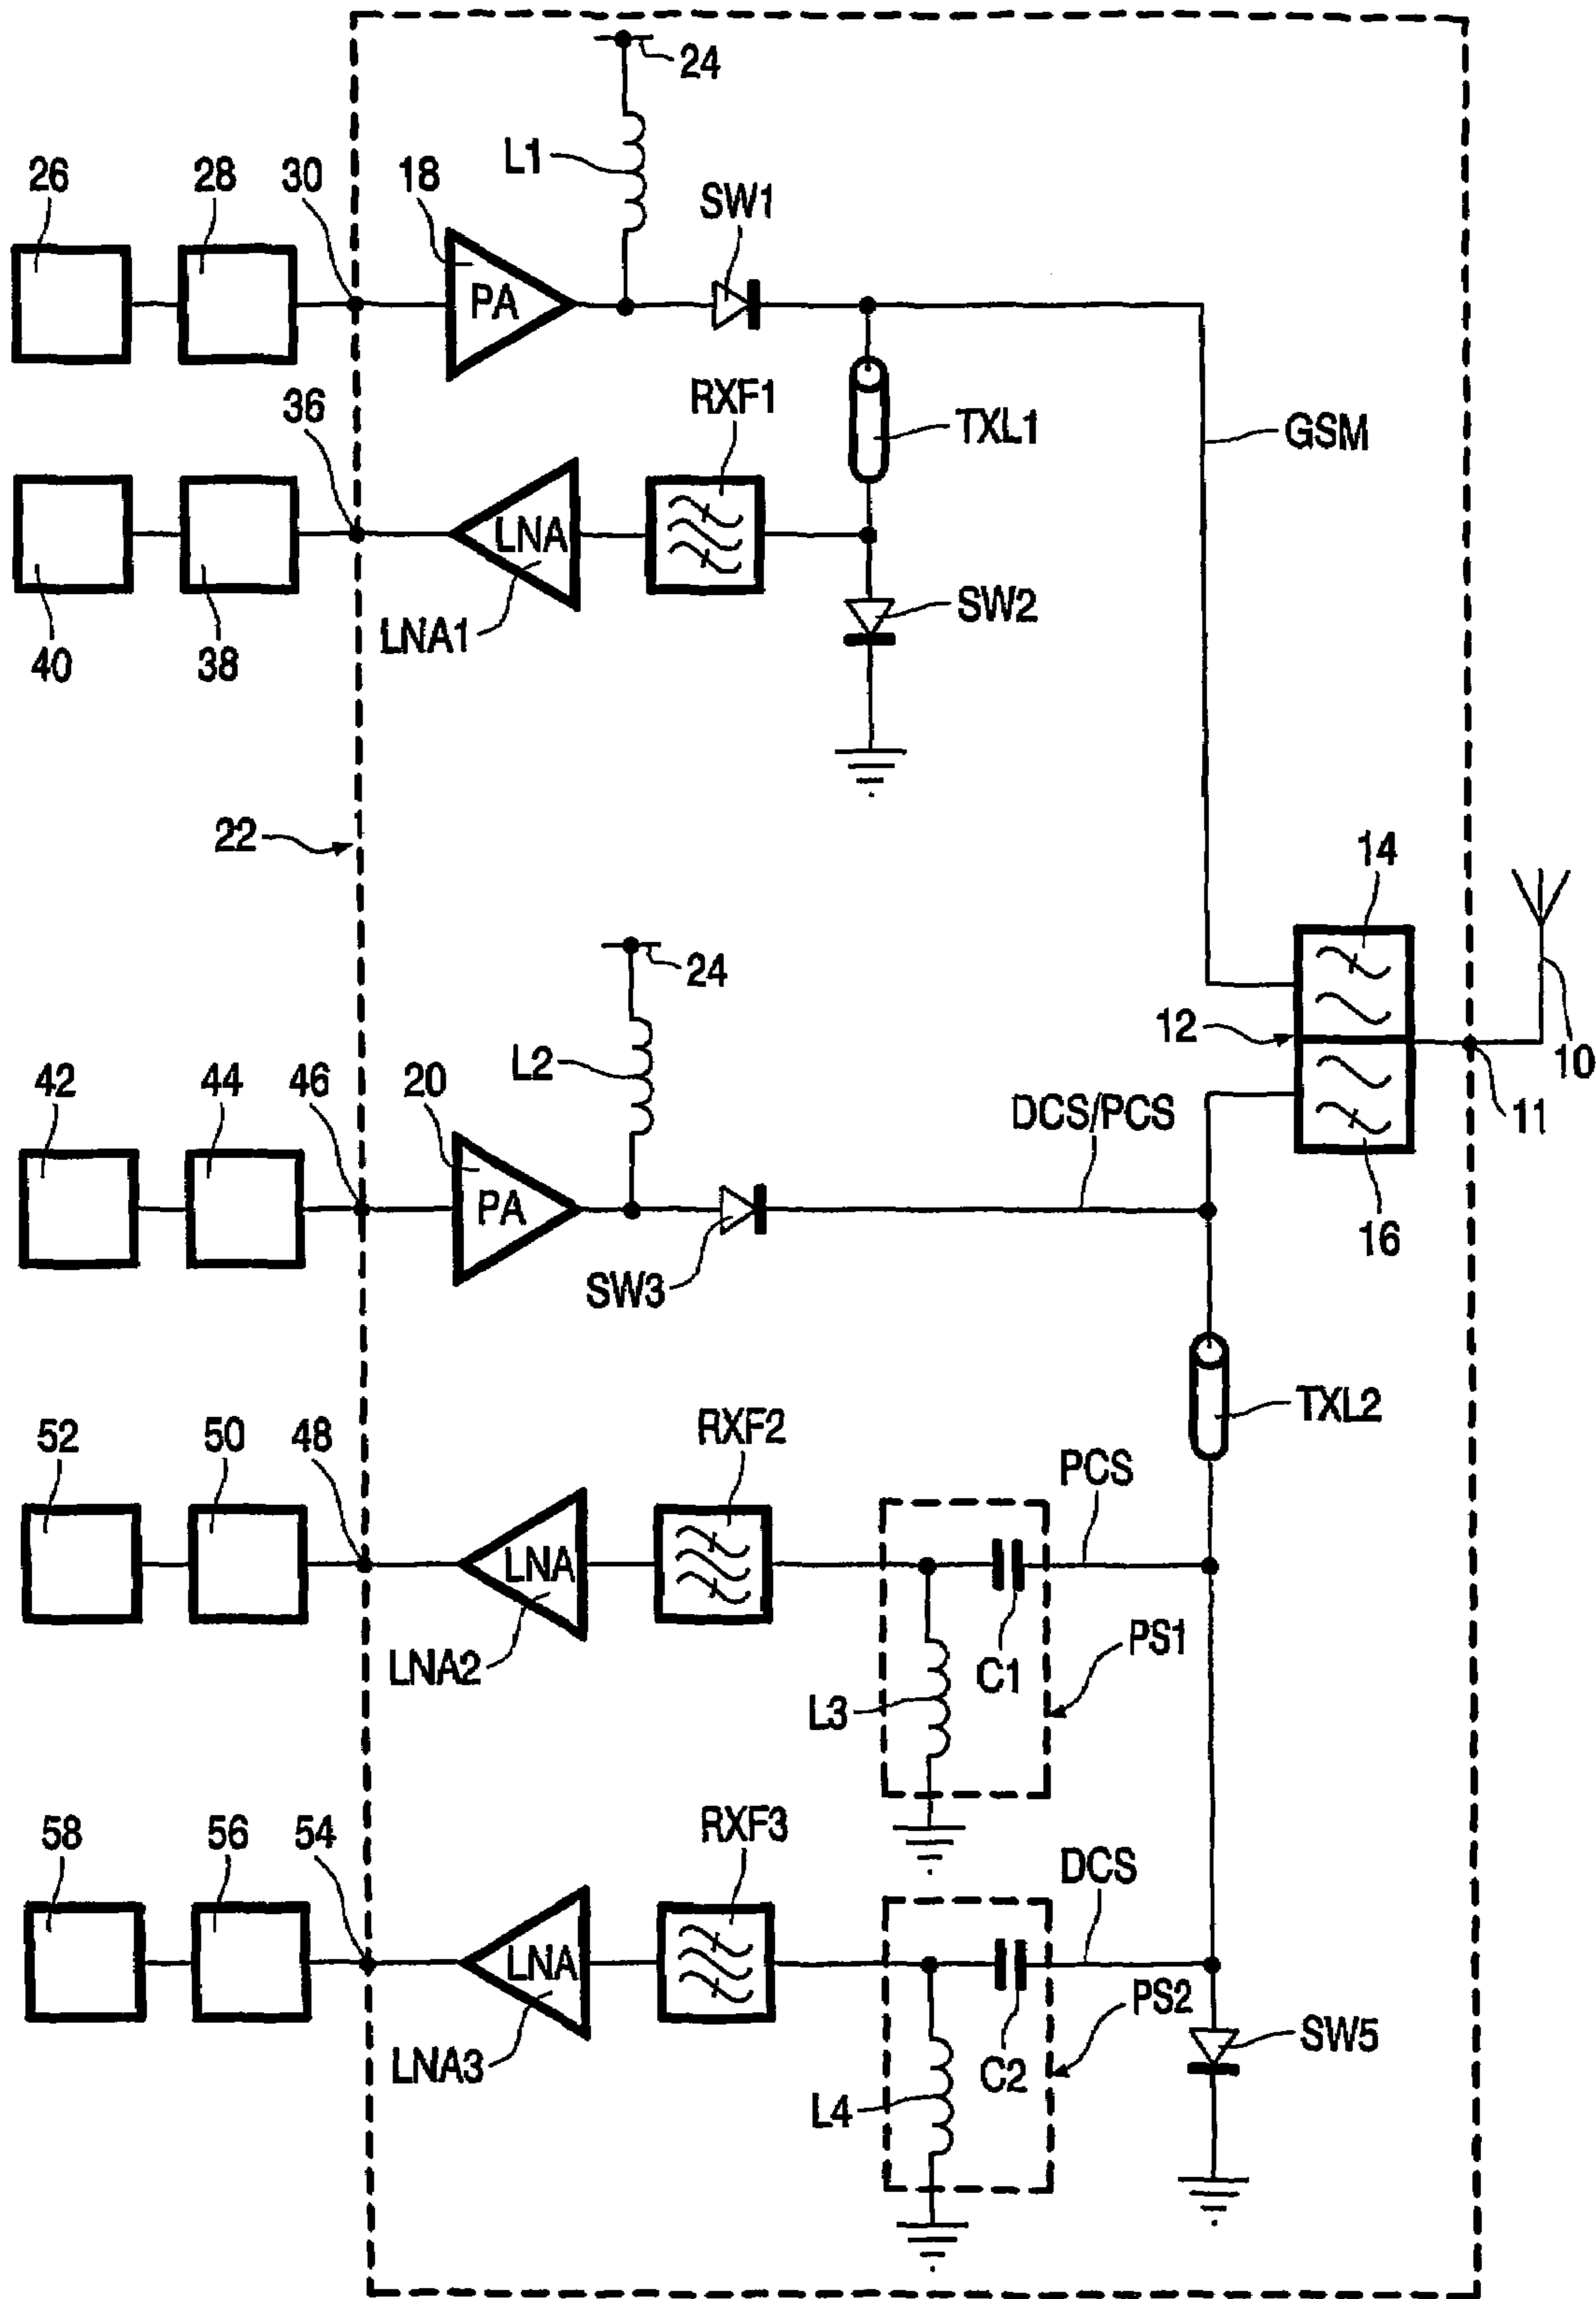 24
L1
26 28 30 18 SW1
PA
36 RXF1
TXL1 GSM
LNA
SW2
LNA1
40 38
22
14
24
12
L2
10
42 44 46 20
DCS/PCS 11
PA
16
SW3
TXL2
52 50 48 RXF2
PCS
LNA
PS1
LNA2 C1
L3
58 56 54 RXF3
DCS
LNA
PS2
SW5
LNA3 C2
L4